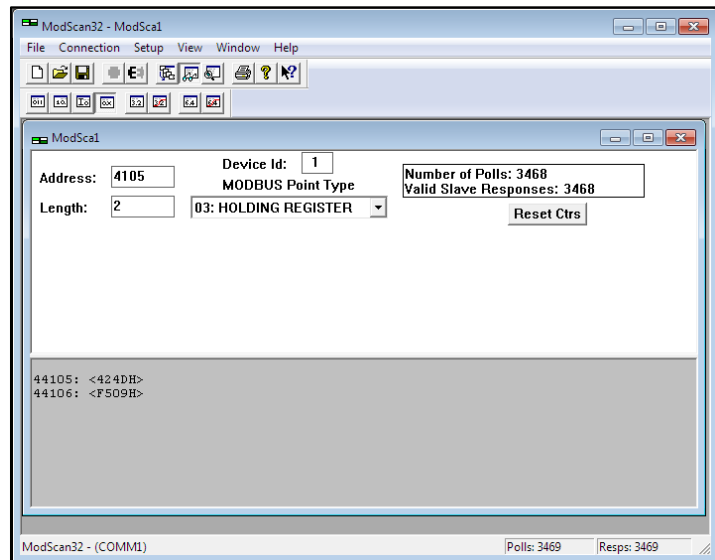 ModScan32 - ModSca1
File Connection Setup View Window Help
ModSca1
Address: 4105
Device Id: 1
MODBUS Point Type
Length: 2
03: HOLDING REGISTER
Number of Polls: 3468
Valid Slave Responses: 3468
Reset Ctrs
44105: <424DH>
44106: <F509H>
ModScan32 - (COMM1)
Polls: 3469
Resps: 3469